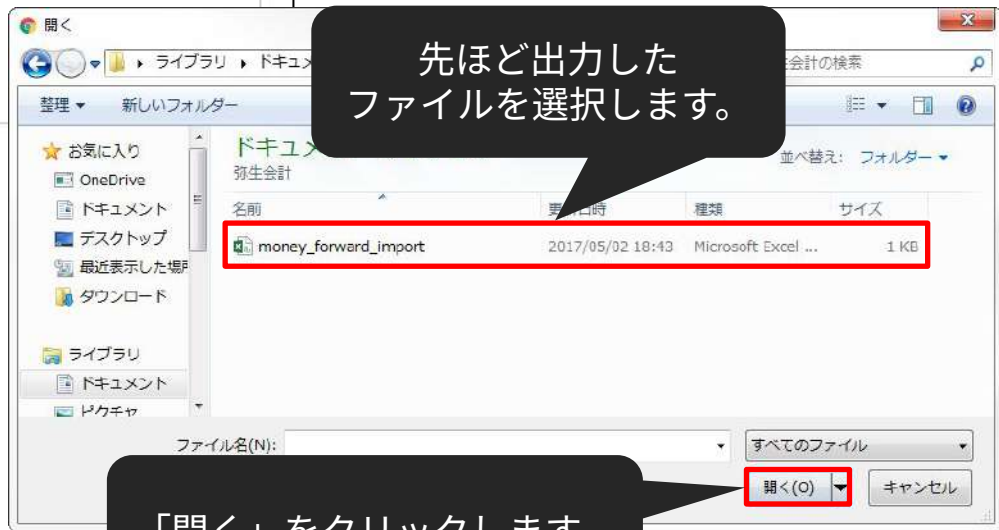 開く
ライブラリ ▸ ドキュメ
会計の検索
先ほど出力した
ファイルを選択します。
整理 新しいフォルダー
お気に入り
OneDrive
ドキュメント
デスクトップ
最近表示した場所
ダウンロード
ライブラリ
ドキュメント
ピクチャ
ドキュメ
弥生会計
並べ替え: フォルダー
名前 更新日時 種類 サイズ
money_forward_import 2017/05/02 18:43 Microsoft Excel ... 1 KB
ファイル名(N):
すべてのファイル
開く(O) キャンセル
「開く」をクリックします